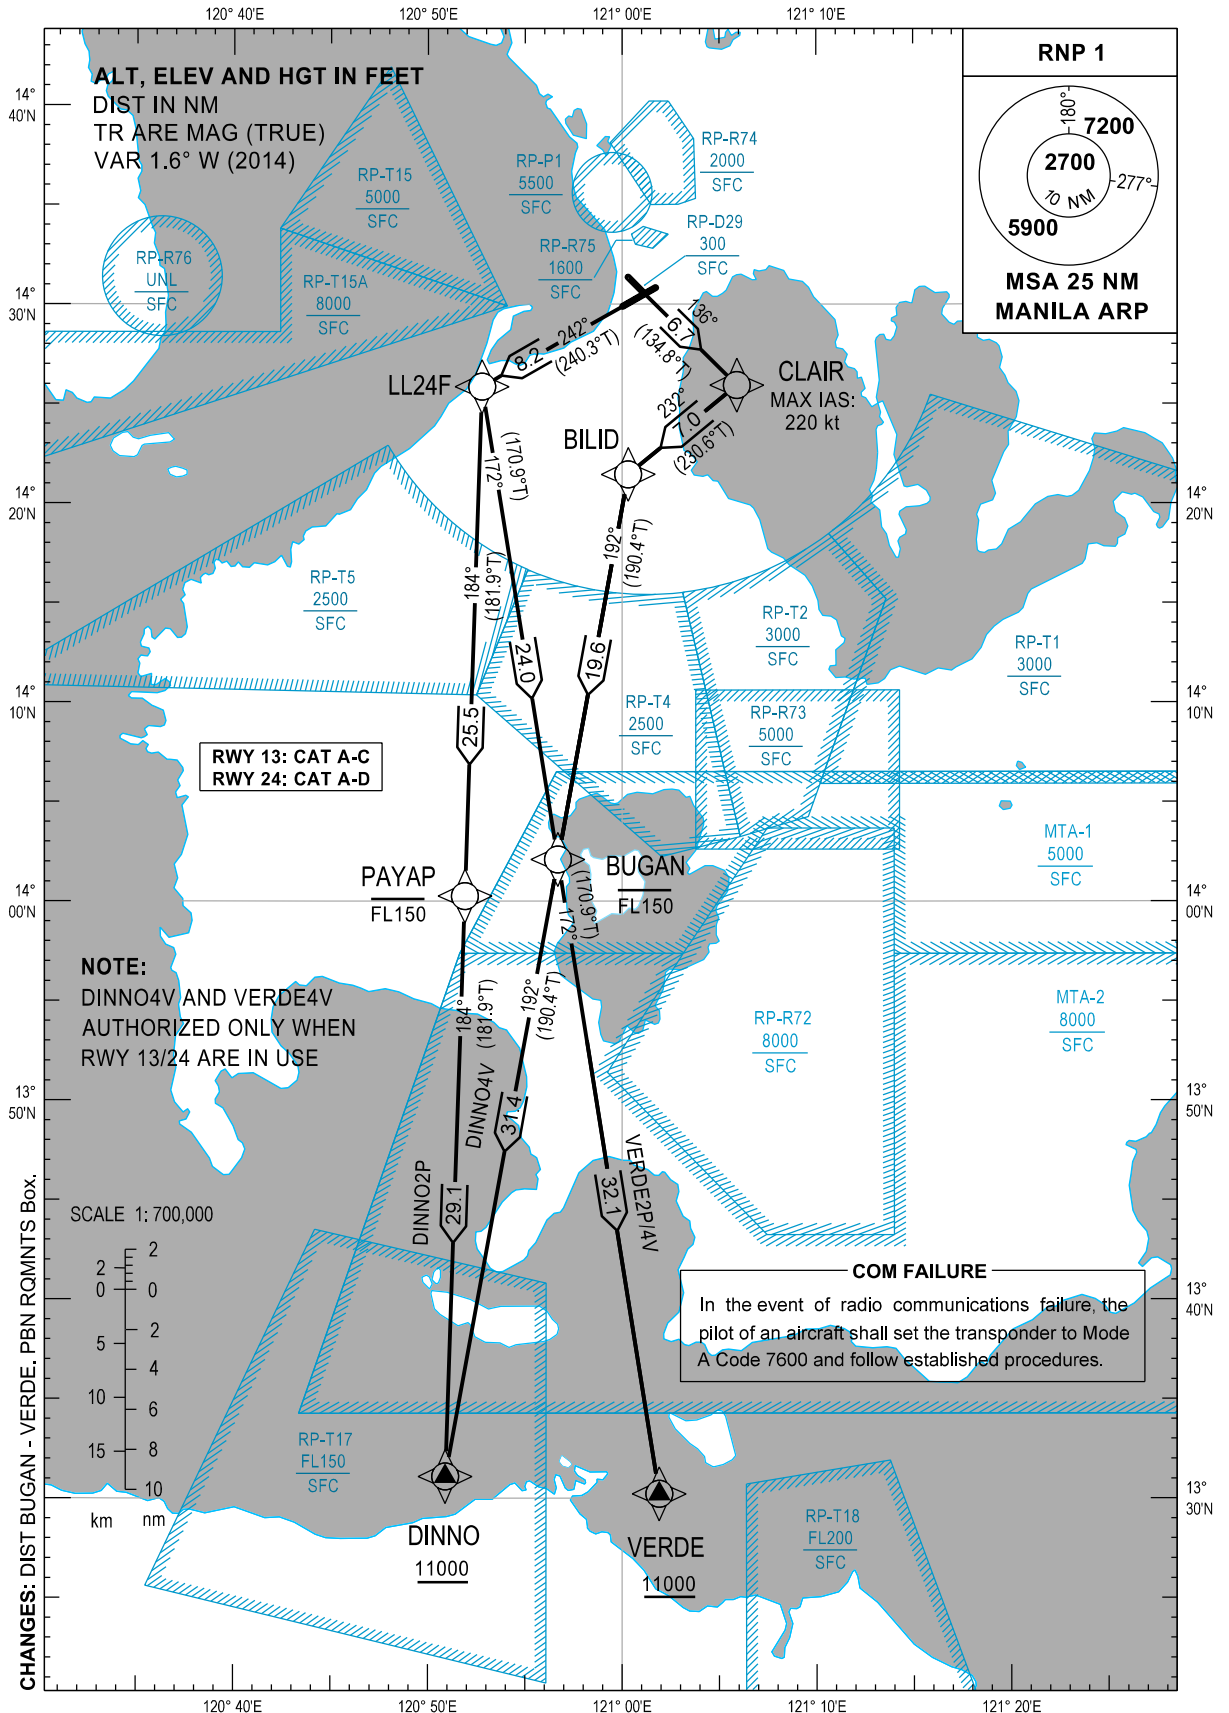 120° 40'E
120° 50'E
121° 00'E
121° 10'E
ALT, ELEV AND HGT IN FEET
DIST IN NM
TR ARE MAG (TRUE)
VAR 1.6° W (2014)
RNP 1
180°
7200
2700
277°
10 NM
5900
MSA 25 NM
MANILA ARP
14°
40'N
RP-T15
5000
SFC
RP-P1
5500
SFC
RP-R74
2000
SFC
RP-D29
300
SFC
RP-R75
1600
SFC
RP-R76
UNL
SFC
RP-T15A
8000
SFC
14°
30'N
8.2
242°
(240.3°T)
136°
6.7
(134.8°T)
LL24F
CLAIR
MAX IAS:
220 kt
232°
.0
(230.6°T)
BILID
(170.9°T)
172°
192°
(190.4°T)
184°
(181.9°T)
14°
20'N
14°
20'N
RP-T5
2500
SFC
RP-T2
3000
SFC
RP-T1
3000
SFC
24.0
19.6
25.5
RP-T4
2500
SFC
RP-R73
5000
SFC
14°
10'N
14°
10'N
RWY 13: CAT A-C
RWY 24: CAT A-D
MTA-1
5000
SFC
PAYAP
FL150
BUGAN
FL150
(170.9°T)
172°
14°
00'N
14°
00'N
NOTE:
DINNO4V AND VERDE4V
AUTHORIZED ONLY WHEN
RWY 13/24 ARE IN USE
184°
(181.9°T)
192°
(190.4°T)
RP-R72
8000
SFC
MTA-2
8000
SFC
13°
50'N
13°
50'N
DINNO4V
31.4
DINNO2P
29.1
VERDE2P/4V
32.1
SCALE 1: 700,000
2
2
0
0
2
5
4
10
6
15
8
10
km
nm
COM FAILURE
In the event of radio communications failure, the
pilot of an aircraft shall set the transponder to Mode
A Code 7600 and follow established procedures.
13°
40'N
RP-T17
FL150
SFC
13°
30'N
RP-T18
FL200
SFC
DINNO
11000
VERDE
11000
CHANGES: DIST BUGAN - VERDE. PBN RQMNTS Box.
120° 40'E
120° 50'E
121° 00'E
121° 10'E
121° 20'E